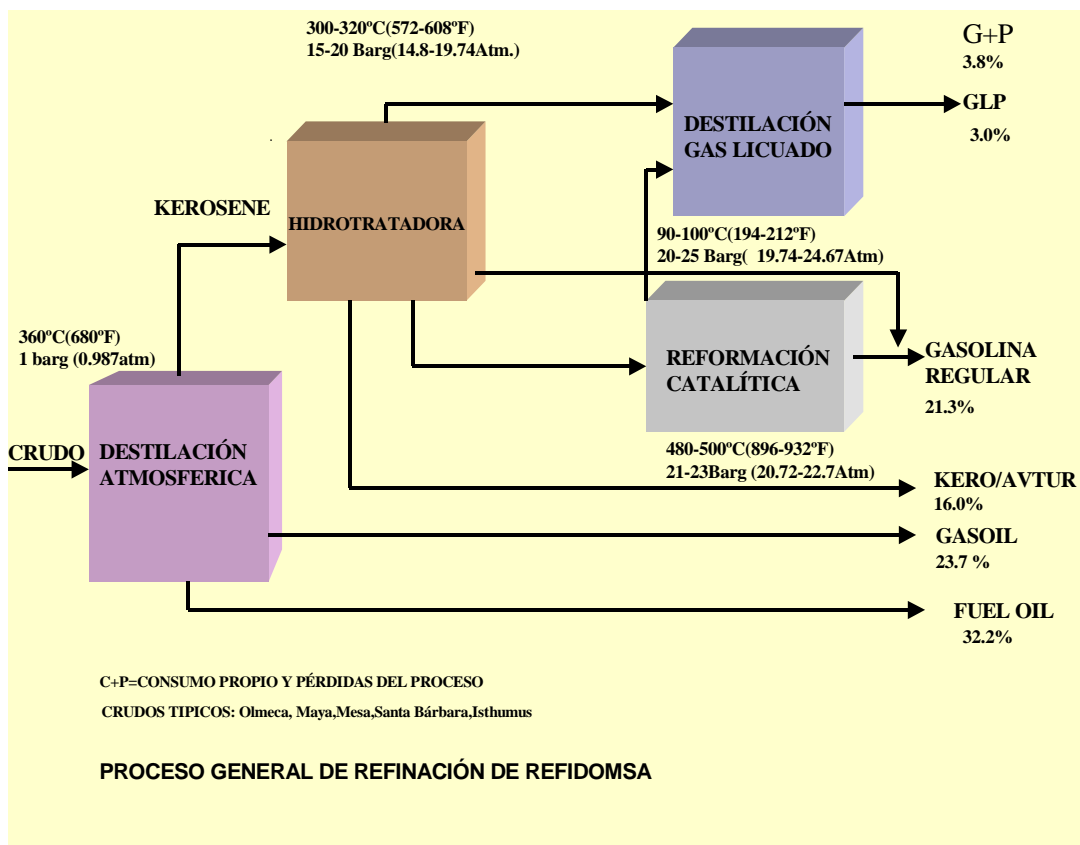 300-320ºC(572-608ºF)
15-20 Barg(14.8-19.74Atm.)
G+P
3.8%
GLP
3.0%
DESTILACIÓN
GAS LICUADO
KEROSENE
HIDROTRATADORA
90-100ºC(194-212ºF)
20-25 Barg( 19.74-24.67Atm)
360ºC(680ºF)
1 barg (0.987atm)
REFORMACIÓN
CATALÍTICA
GASOLINA
REGULAR
21.3%
CRUDO
DESTILACIÓN
ATMOSFERICA
480-500ºC(896-932ºF)
21-23Barg (20.72-22.7Atm)
KERO/AVTUR
16.0%
GASOIL
23.7 %
FUEL OIL
32.2%
C+P=CONSUMO PROPIO Y PÉRDIDAS DEL PROCESO
CRUDOS TIPICOS: Olmeca, Maya,Mesa,Santa Bárbara,Isthumus
PROCESO GENERAL DE REFINACIÓN DE REFIDOMSA